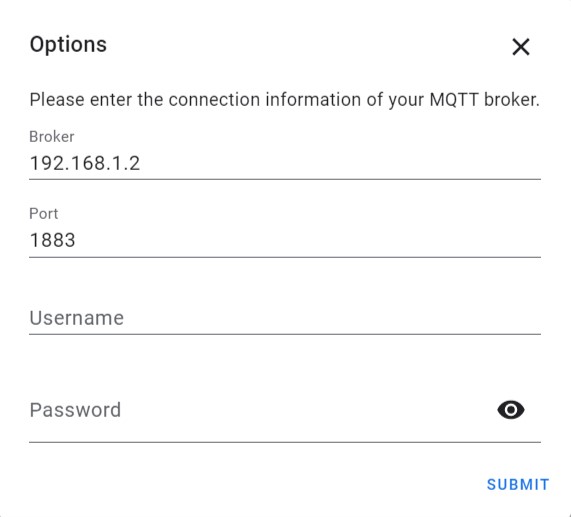 Options
Please enter the connection information of your MQTT broker.
Broker
192.168.1.2
Port
1883
Username
Password
SUBMIT